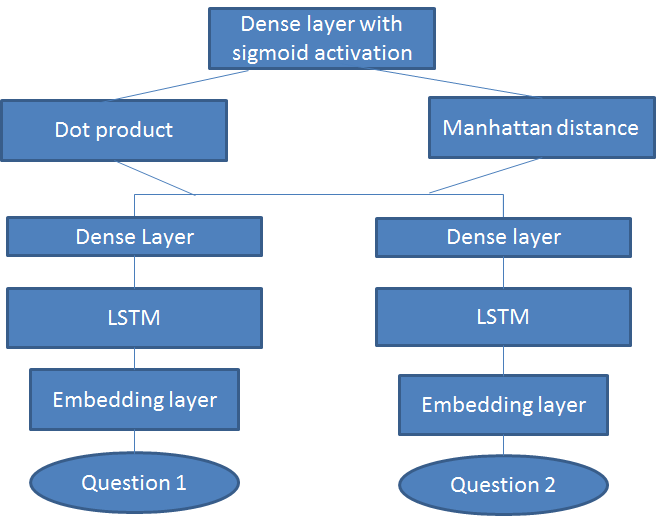 Dense layer with
sigmoid activation
Dot product
Manhattan distance
Dense Layer
Dense layer
LSTM
LSTM
Embedding layer
Embedding layer
Question 1
Question 2